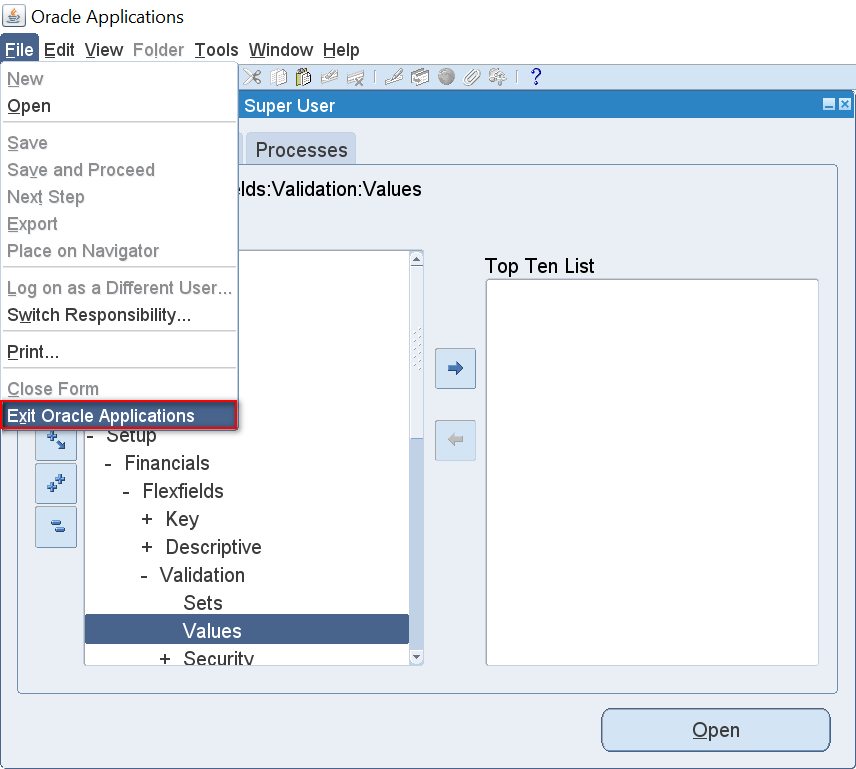 Oracle Applications
File Edit View Folder Tools Window Help
New
Open
Save
Save and Proceed
Next Step
Export
Place on Navigator
Log on as a Different User...
Switch Responsibility...
Print...
Close Form
Exit Oracle Applications
Super User
Processes
lds:Validation:Values
Top Ten List
- Setup
- Financials
- Flexfields
+ Key
+ Descriptive
- Validation
Sets
Values
+ Security
Open